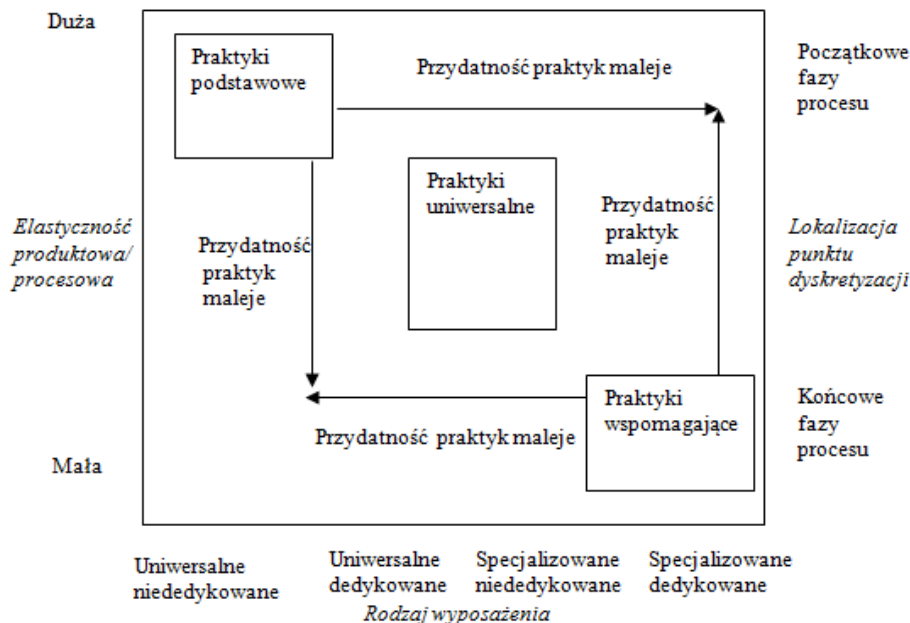 Duża
Praktyki
podstawowe
Przydatność praktyk maleje
Początkowe
fazy
procesu
Praktyki
uniwersalne
Elastyczność
produktowa/
procesowa
Przydatność
praktyk
maleje
Przydatność
praktyk
maleje
Lokalizacja
punktu
dyskretyzacji
Praktyki
wspomagające
Przydatność praktyk maleje
Końcowe
fazy
procesu
Mała
Uniwersalne
niededykowane
Uniwersalne
dedykowane
Specjalizowane
niededykowane
Specjalizowane
dedykowane
Rodzaj wyposażenia